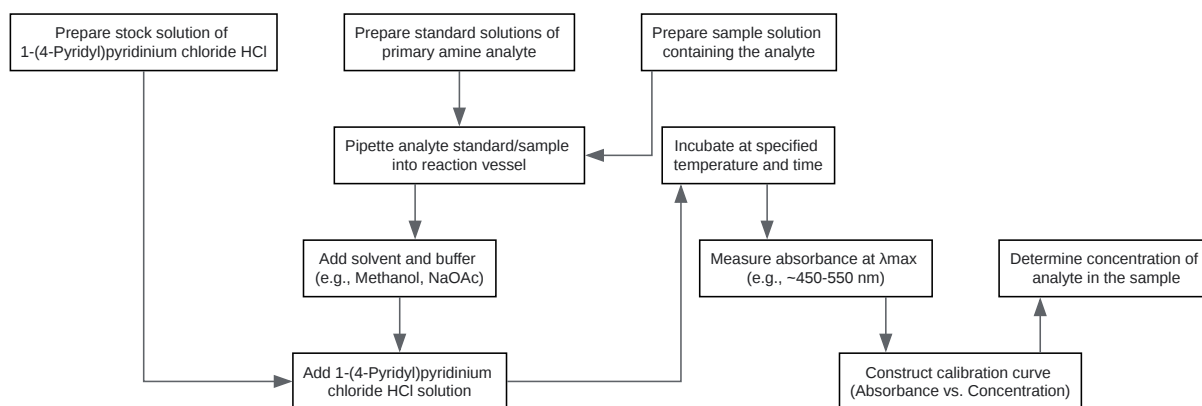 Prepare stock solution of
1-(4-Pyridyl)pyridinium chloride HCl
Prepare standard solutions of
primary amine analyte
Prepare sample solution
containing the analyte
Pipette analyte standard/sample
into reaction vessel
Incubate at specified
temperature and time
Add solvent and buffer
(e.g., Methanol, NaOAc)
Measure absorbance at λmax
(e.g., ~450-550 nm)
Determine concentration of
analyte in the sample
Add 1-(4-Pyridyl)pyridinium
chloride HCl solution
Construct calibration curve
(Absorbance vs. Concentration)